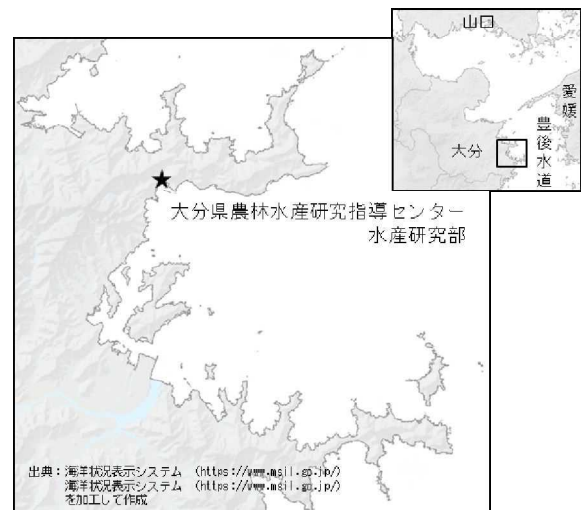 山口
愛媛
大分
豊後水道
大分県農林水産研究指導センター
水産研究部
出典：海洋状況表示システム （https://www.msil.go.jp/）
海洋状況表示システム （https://www.msil.go.jp/）
を加工して作成